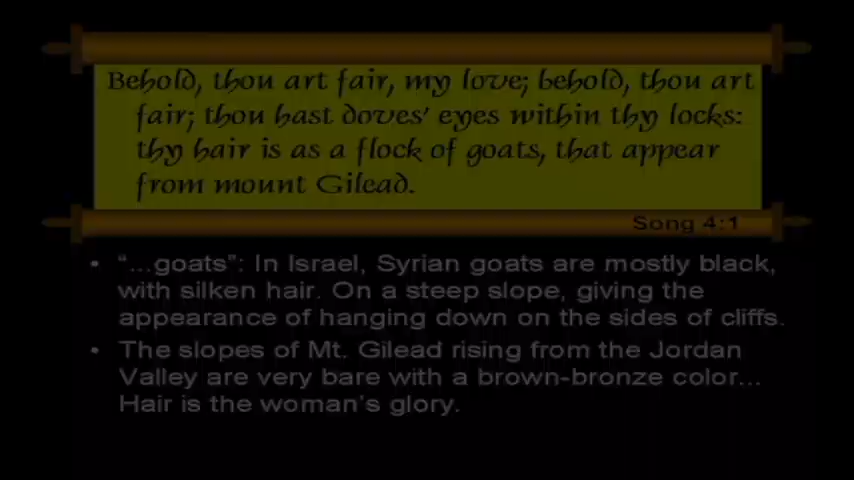 Behold, thou art fair, my love; behold, thou art
fair; thou hast doves' eyes within thy locks:
thy hair is as a flock of goats, that appear
from mount Gilead.
Song 4:1
• “...goats”: In Israel, Syrian goats are mostly black,
with silken hair. On a steep slope, giving the
appearance of hanging down on the sides of cliffs.
• The slopes of Mt. Gilead rising from the Jordan
Valley are very bare with a brown-bronze color...
Hair is the woman's glory.